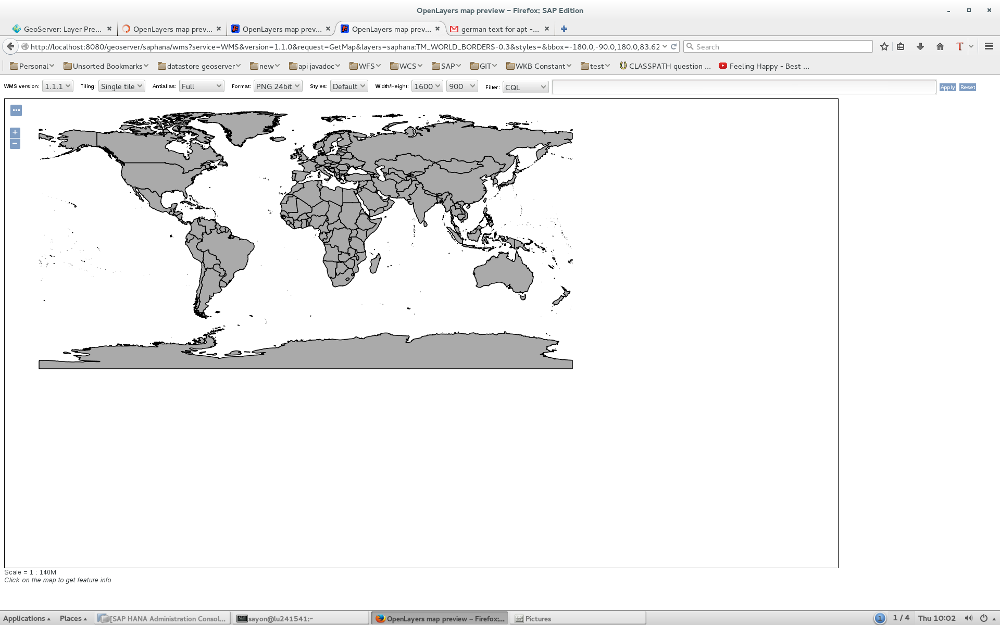 OpenLayers map preview – Firefox: SAP Edition
GeoServer: Layer Pre... OpenLayers map prev... OpenLayers map prev... OpenLayers map prev... german text for apt -...
http://localhost:8080/geoserver/saphana/wms?service=WMS&version=1.1.0&request=GetMap&layers=saphana:TM_WORLD_BORDERS-0.3&styles=&bbox=-180.0,-90.0,180.0,83.62 Search
Personal Unsorted Bookmarks datastore geoserver new api javadoc WFS WCS SAP GIT WKB Constant test CLASSPATH question ... Feeling Happy - Best ...
WMS version: 1.1.1 Tiling: Single tile Antialias: Full Format: PNG 24bit Styles: Default Width/Height: 1600 900 Filter: CQL Apply Reset
Scale = 1 : 140M
Click on the map to get feature info
Applications Places [SAP HANA Administration Consol... sayon@lu241541:~ OpenLayers map preview – Firefox:... Pictures 1 1 / 4 Thu 10:02